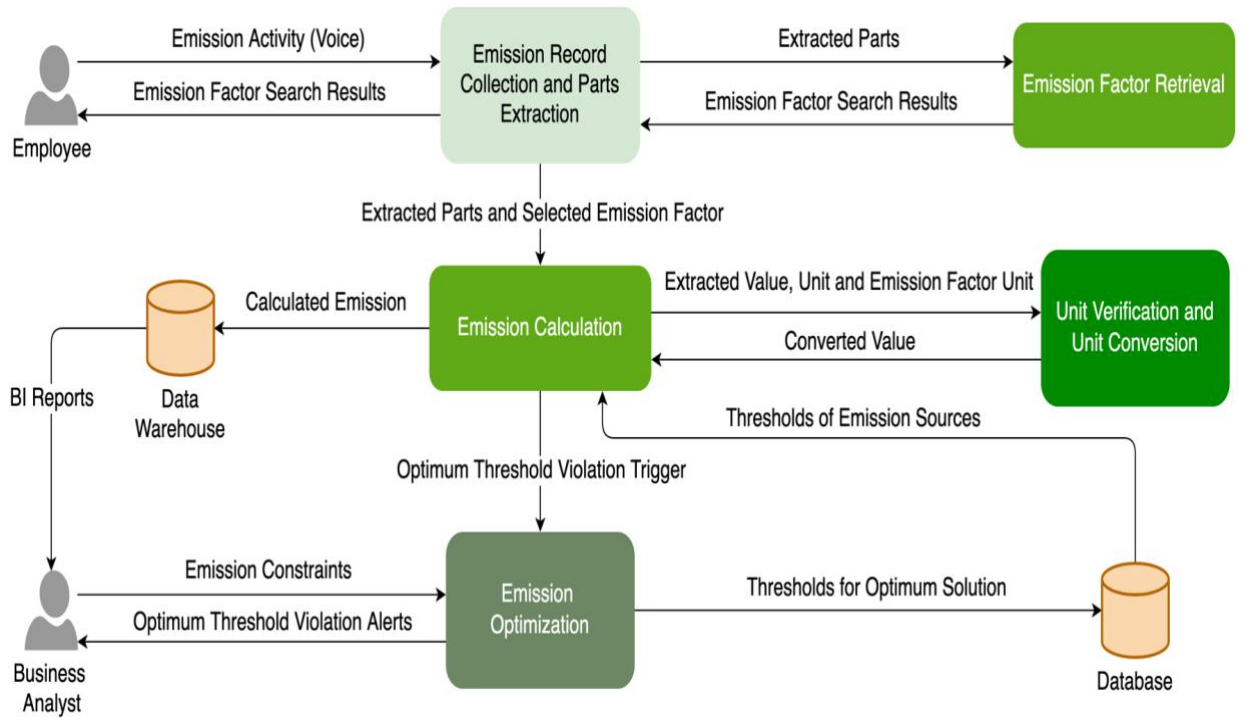 Emission Activity (Voice)
Emission Factor Search Results
Employee
Emission Record
Collection and Parts
Extraction
Extracted Parts
Emission Factor Search Results
Emission Factor Retrieval
Extracted Parts and Selected Emission Factor
Calculated Emission
Data
Warehouse
BI Reports
Emission Calculation
Extracted Value, Unit and Emission Factor Unit
Converted Value
Unit Verification and
Unit Conversion
Thresholds of Emission Sources
Optimum Threshold Violation Trigger
Emission Constraints
Optimum Threshold Violation Alerts
Business
Analyst
Emission
Optimization
Thresholds for Optimum Solution
Database